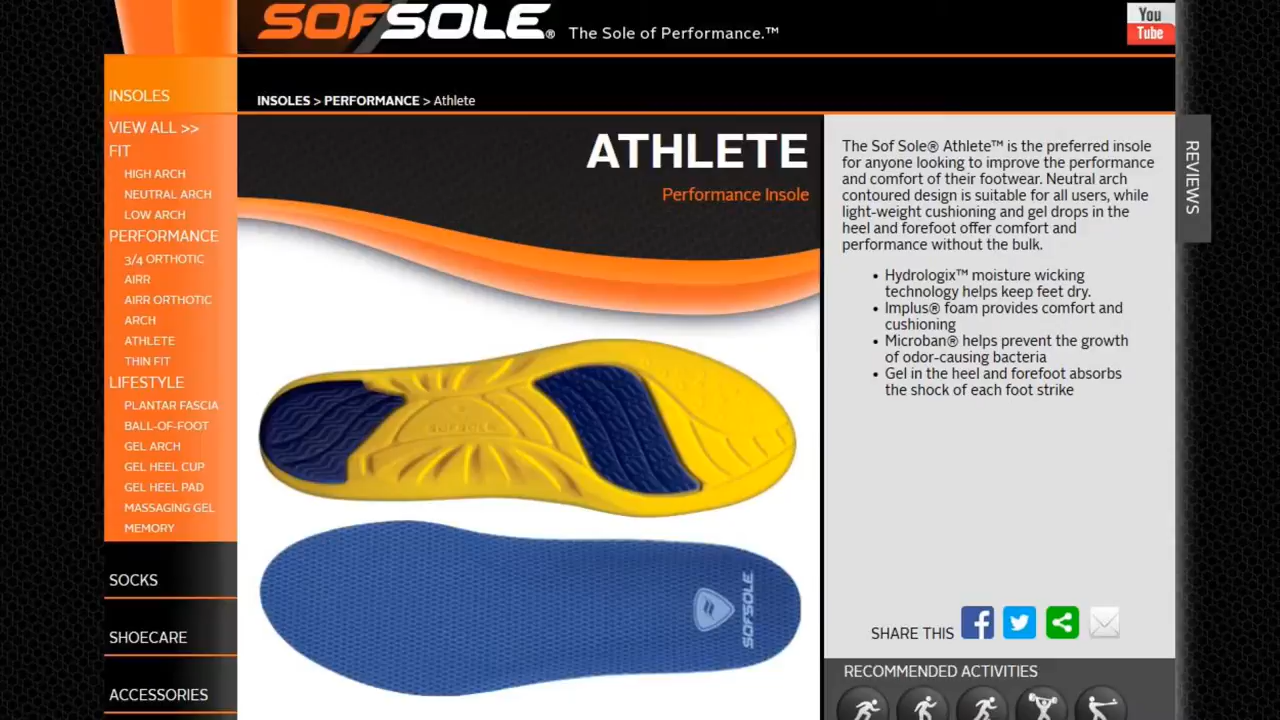 SOFSOLE® The Sole of Performance.™
You
Tube
INSOLES
INSOLES > PERFORMANCE > Athlete
VIEW ALL >>
FIT
HIGH ARCH
NEUTRAL ARCH
LOW ARCH
PERFORMANCE
3/4 ORTHOTIC
AIRR
AIRR ORTHOTIC
ARCH
ATHLETE
THIN FIT
LIFESTYLE
PLANTAR FASCIA
BALL-OF-FOOT
GEL ARCH
GEL HEEL CUP
GEL HEEL PAD
MASSAGING GEL
MEMORY
SOCKS
SHOECARE
ACCESSORIES
ATHLETE
Performance Insole
SOFSOLE
SOFSOLE
The Sof Sole® Athlete™ is the preferred insole
for anyone looking to improve the performance
and comfort of their footwear. Neutral arch
contoured design is suitable for all users, while
light-weight cushioning and gel drops in the
heel and forefoot offer comfort and
performance without the bulk.
• Hydrologix™ moisture wicking
technology helps keep feet dry.
• Implus® foam provides comfort and
cushioning
• Microban® helps prevent the growth
of odor-causing bacteria
• Gel in the heel and forefoot absorbs
the shock of each foot strike
REVIEWS
SHARE THIS
RECOMMENDED ACTIVITIES